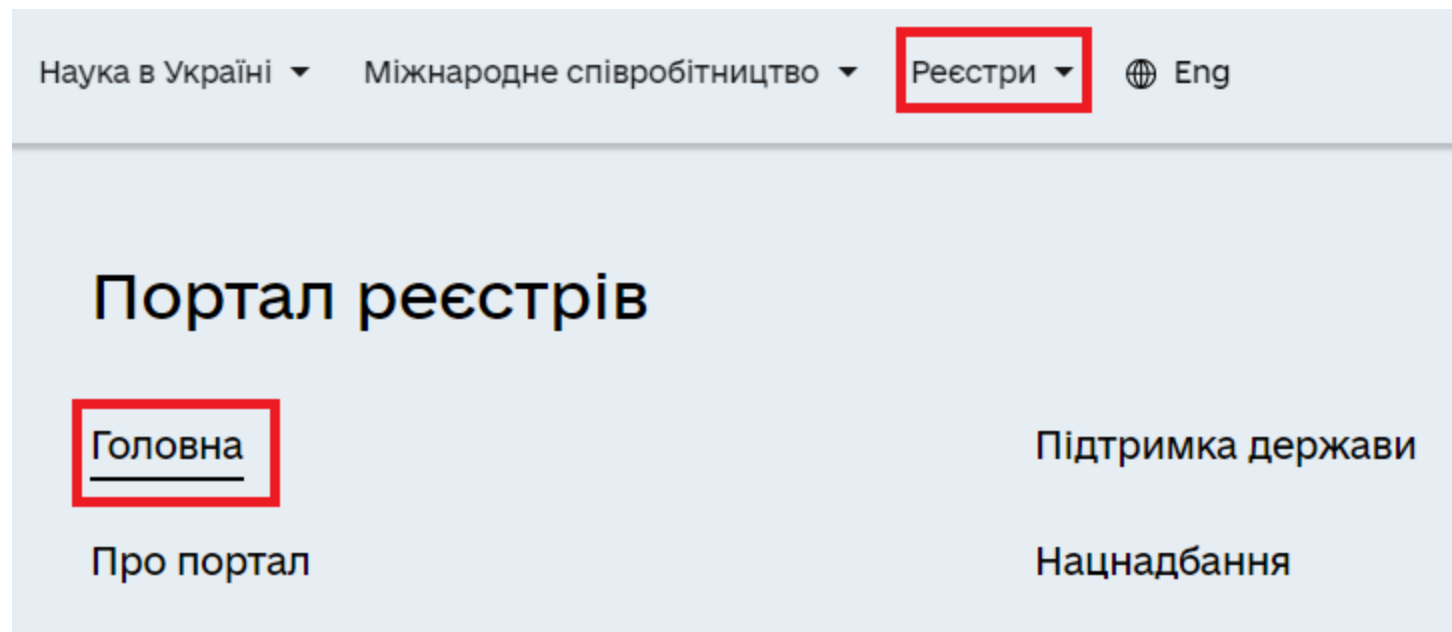 Наука в Україні Міжнародне співробітництво Реєстри Eng
Портал реєстрів
Головна Підтримка держави
Про портал Нацнадбання